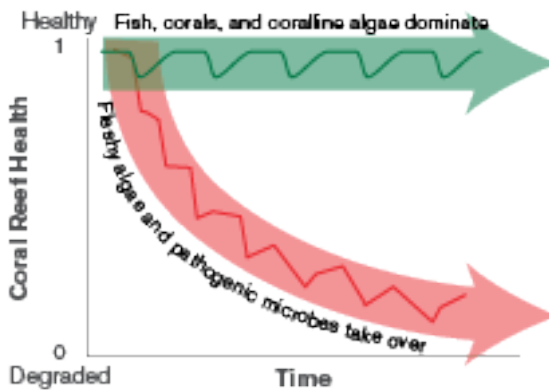 Healthy
Fish, corals, and coralline algae dominate
1
Coral Reef Health
Fleshy algae and pathogenic microbes take over
0
Degraded
Time